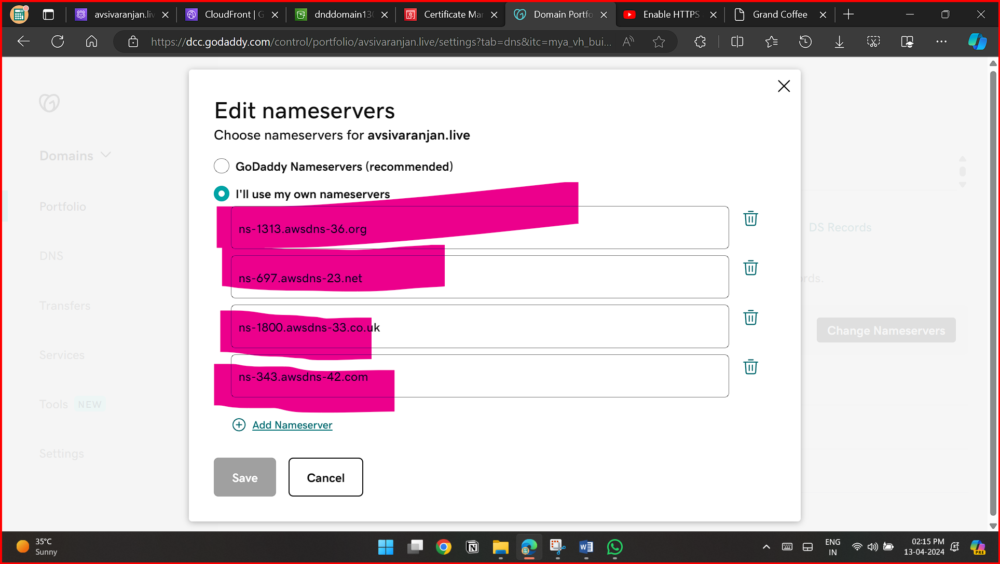 avsivaranjan.liv
CloudFront | G
dnddomain130
Certificate Mar
Domain Portfo
Enable HTTPS
Grand Coffee
https://dcc.godaddy.com/control/portfolio/avsivaranjan.live/settings?tab=dns&itc=mya_vh_bui...
Edit nameservers
Choose nameservers for avsivaranjan.live
GoDaddy Nameservers (recommended)
I'll use my own nameservers
ns-1313.awsdns-36.org
ns-697.awsdns-23.net
ns-1800.awsdns-33.co.uk
ns-343.awsdns-42.com
Add Nameserver
Save
Cancel
Domains
Portfolio
DNS
Transfers
Services
Tools NEW
Settings
DS Records
ords.
Change Nameservers
35°C
Sunny
ENG
IN
02:15 PM
13-04-2024
PRE